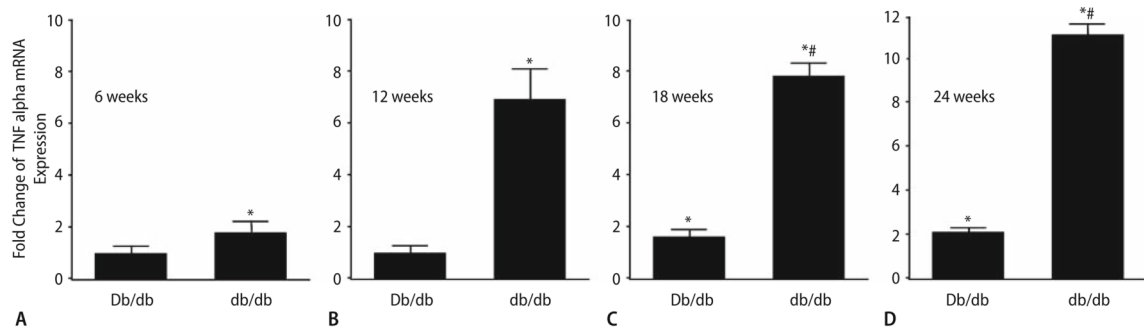 Fold Change of TNF alpha mRNA
Expression
10
8
6
4
2
0
6 weeks
*
Db/db
db/db
A
10
8
6
4
2
0
12 weeks
*
Db/db
db/db
B
10
8
6
4
2
0
18 weeks
*
*#
Db/db
db/db
C
12
10
8
6
4
2
0
24 weeks
*
*#
Db/db
db/db
D